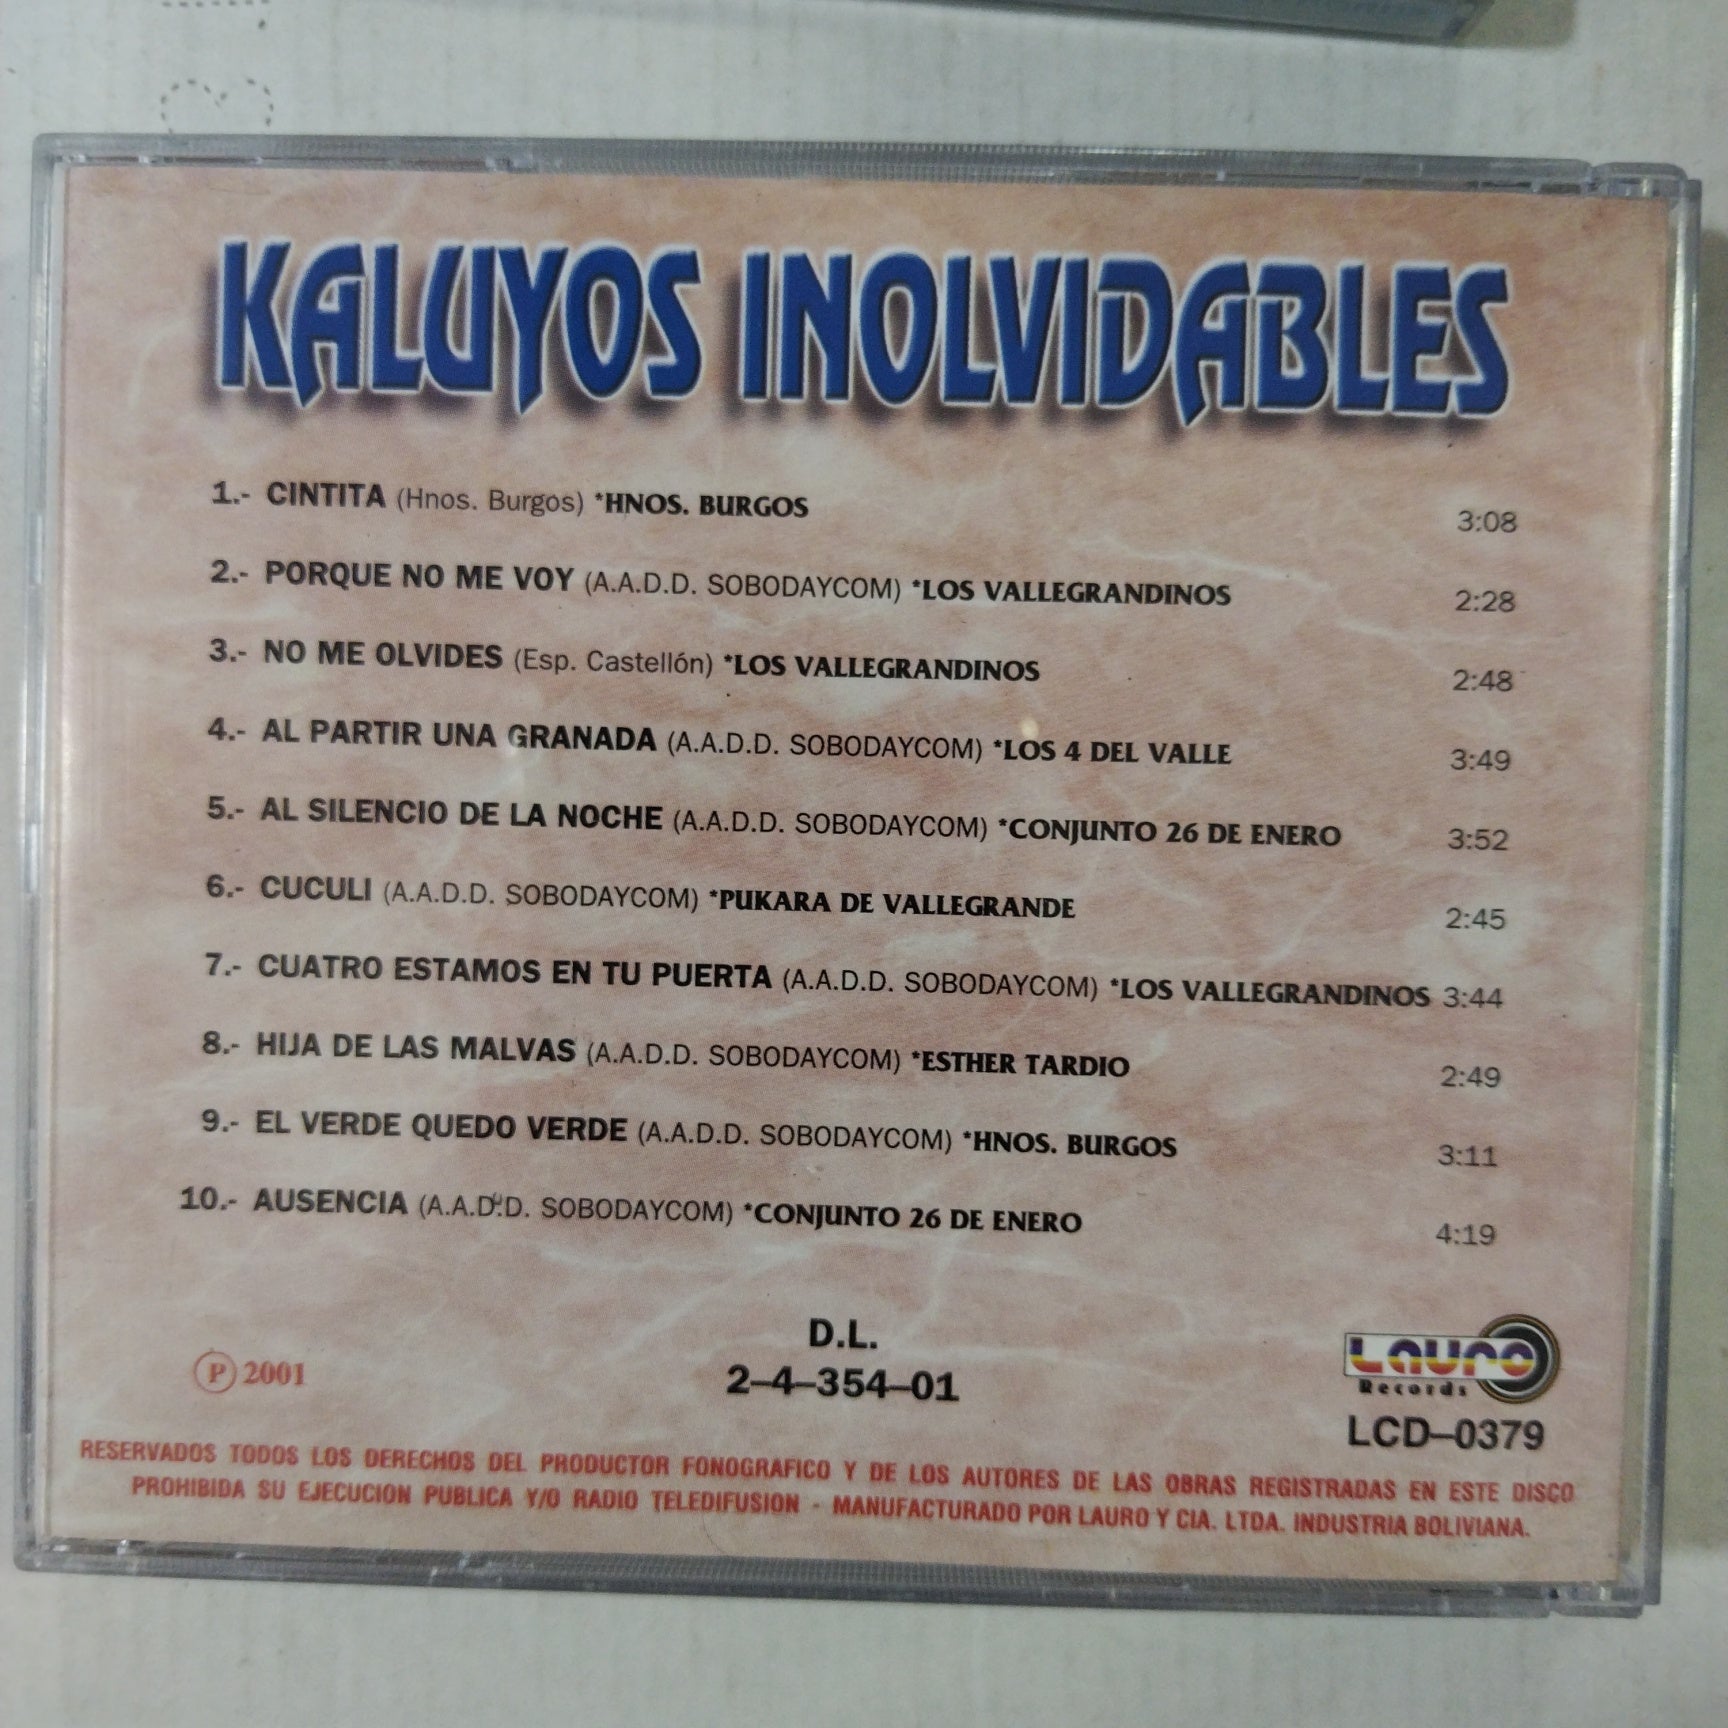 KALUYOS INOLVIDABLES
1.- CINTITA (Hnos. Burgos) *HNOS. BURGOS 3:08
2.- PORQUE NO ME VOY (A.A.D.D. SOBODAYCOM) *LOS VALLEGRANDINOS 2:28
3.- NO ME OLVIDES (Esp. Castellón) *LOS VALLEGRANDINOS 2:48
4.- AL PARTIR UNA GRANADA (A.A.D.D. SOBODAYCOM) *LOS 4 DEL VALLE 3:49
5.- AL SILENCIO DE LA NOCHE (A.A.D.D. SOBODAYCOM) *CONJUNTO 26 DE ENERO 3:52
6.- CUCULI (A.A.D.D. SOBODAYCOM) *PUKARA DE VALLEGRANDE 2:45
7.- CUATRO ESTAMOS EN TU PUERTA (A.A.D.D. SOBODAYCOM) *LOS VALLEGRANDINOS 3:44
8.- HIJA DE LAS MALVAS (A.A.D.D. SOBODAYCOM) *ESTHER TARDIO 2:49
9.- EL VERDE QUEDO VERDE (A.A.D.D. SOBODAYCOM) *HNOS. BURGOS 3:11
10.- AUSENCIA (A.A.D.D. SOBODAYCOM) *CONJUNTO 26 DE ENERO 4:19
D.L.
2-4-354-01
℗ 2001
Lauro
Records
LCD-0379
RESERVADOS TODOS LOS DERECHOS DEL PRODUCTOR FONOGRAFICO Y DE LOS AUTORES DE LAS OBRAS REGISTRADAS EN ESTE DISCO
PROHIBIDA SU EJECUCION PUBLICA Y/O RADIO TELEDIFUSION - MANUFACTURADO POR LAURO Y CIA. LTDA. INDUSTRIA BOLIVIANA.